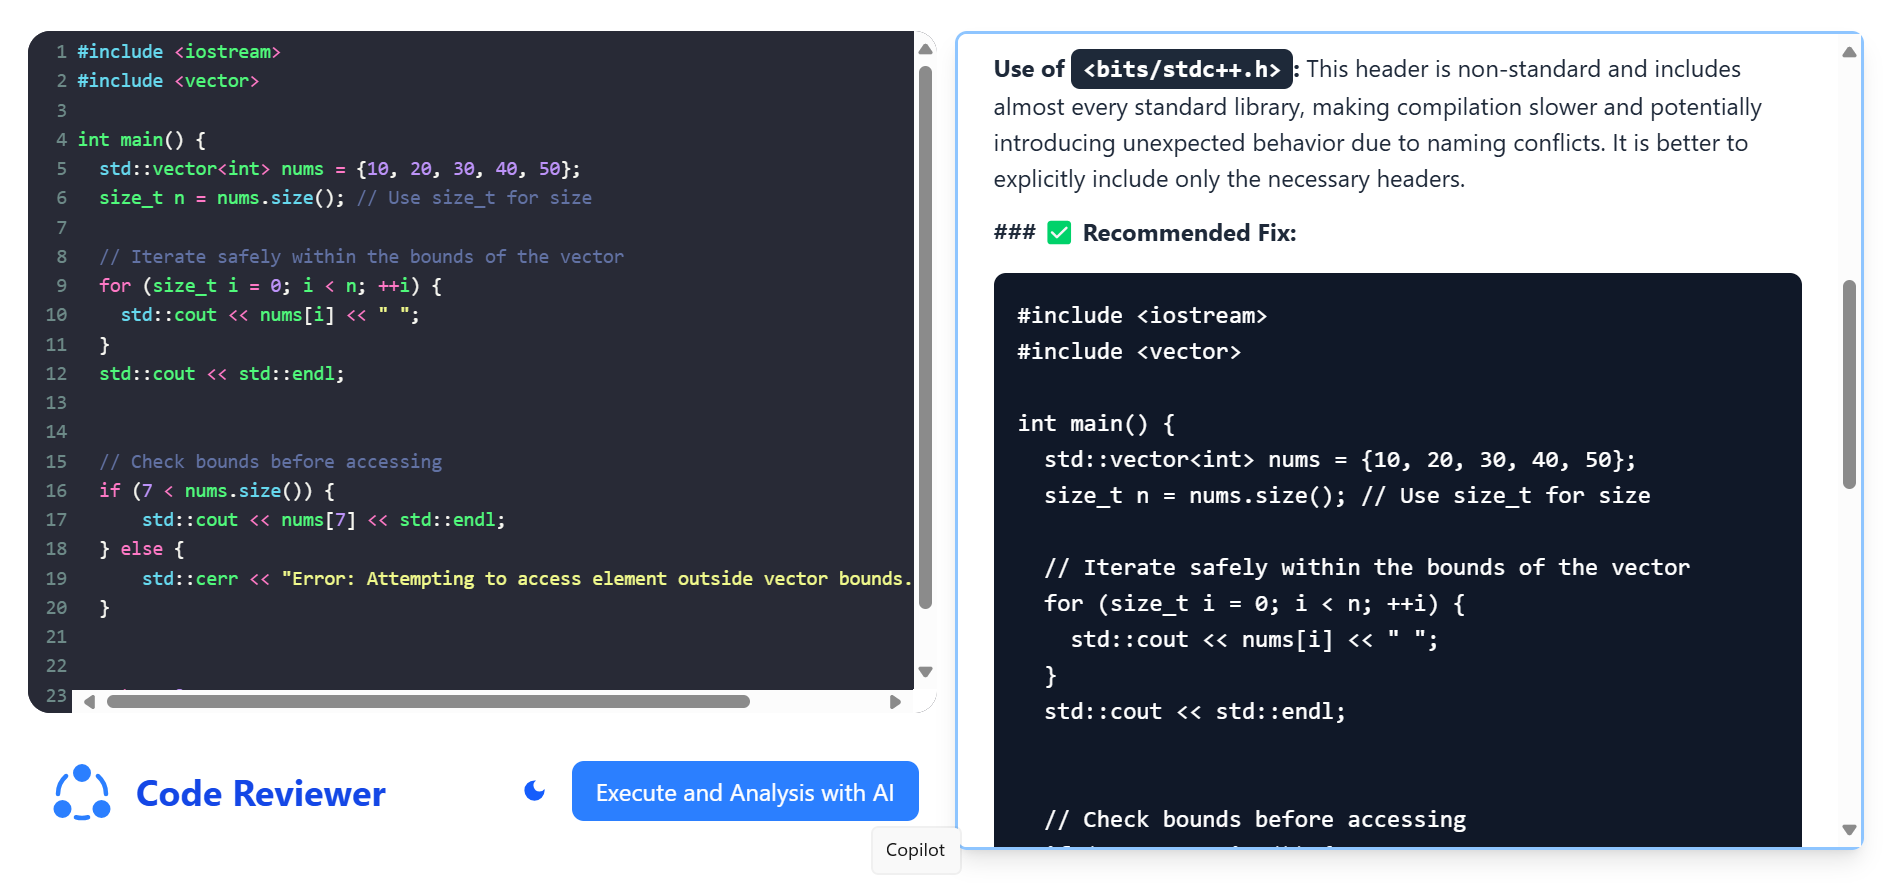 1 #include <iostream>
2 #include <vector>
3
4 int main() {
5   std::vector<int> nums = {10, 20, 30, 40, 50};
6   size_t n = nums.size(); // Use size_t for size
7
8   // Iterate safely within the bounds of the vector
9   for (size_t i = 0; i < n; ++i) {
10     std::cout << nums[i] << " ";
11   }
12   std::cout << std::endl;
13
14
15   // Check bounds before accessing
16   if (7 < nums.size()) {
17       std::cout << nums[7] << std::endl;
18   } else {
19       std::cerr << "Error: Attempting to access element outside vector bounds.
20   }
21
22
23
Code Reviewer
Execute and Analysis with AI
Copilot
Use of <bits/stdc++.h>: This header is non-standard and includes
almost every standard library, making compilation slower and potentially
introducing unexpected behavior due to naming conflicts. It is better to
explicitly include only the necessary headers.
### ✅ Recommended Fix:
#include <iostream>
#include <vector>
int main() {
  std::vector<int> nums = {10, 20, 30, 40, 50};
  size_t n = nums.size(); // Use size_t for size
  // Iterate safely within the bounds of the vector
  for (size_t i = 0; i < n; ++i) {
    std::cout << nums[i] << " ";
  }
  std::cout << std::endl;
  // Check bounds before accessing